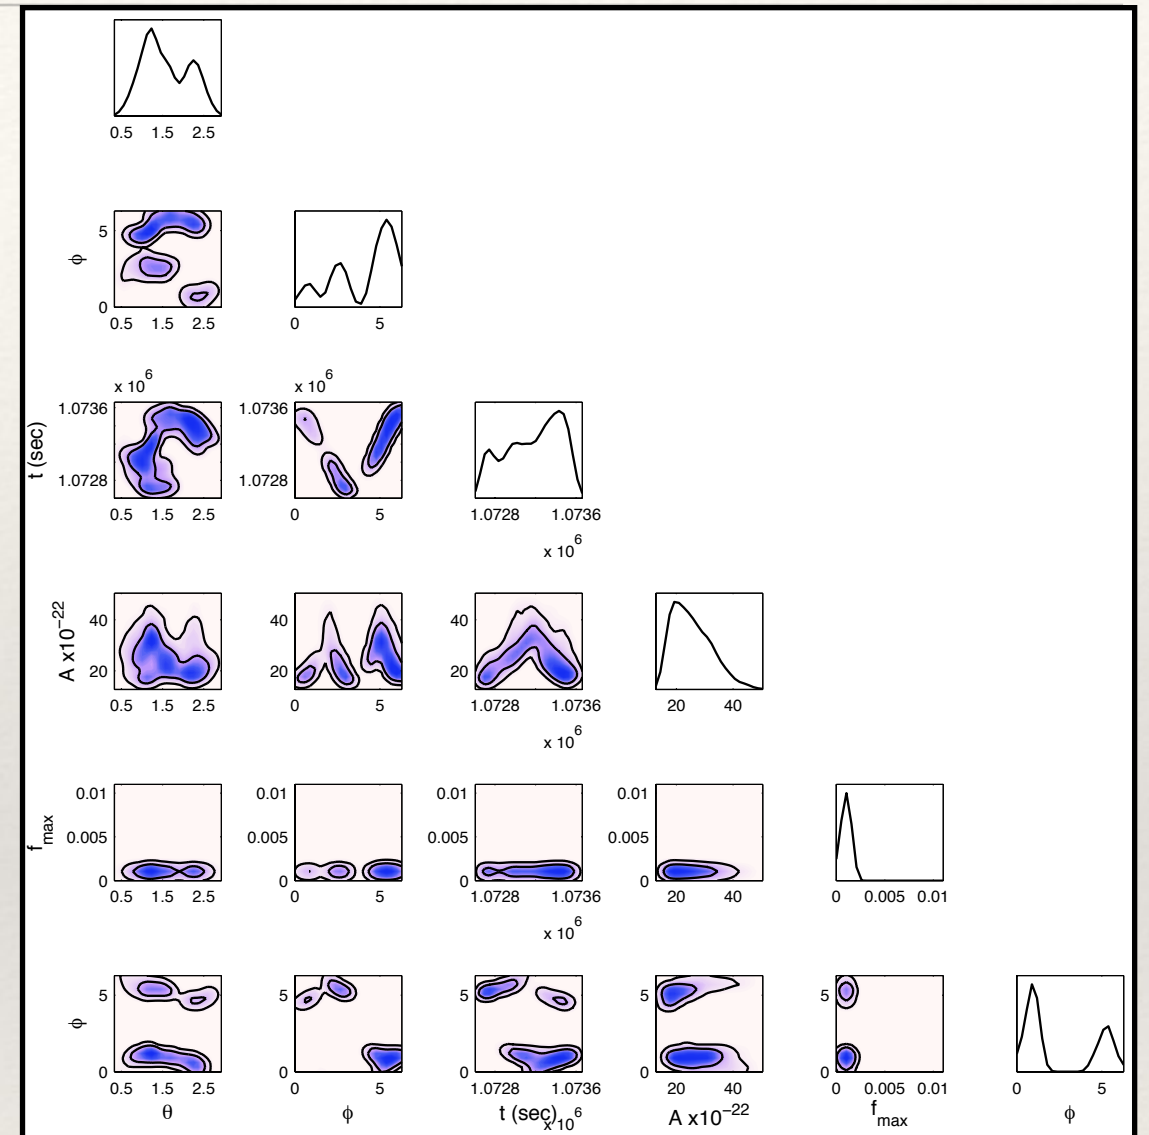 0.5 1.5 2.5
5
ϕ
0
0.5 1.5 2.5 0 5
x 10^6 x 10^6
1.0736 1.0736
t (sec)
1.0728 1.0728
0.5 1.5 2.5 0 5 1.0728 1.0736
x 10^6
40
A x10^-22
20
0.5 1.5 2.5 0 5 1.0728 1.0736 20 40
x 10^6
0.01 0.01 0.01 0.01
0.005 0.005 0.005 0.005
f_max
0 0 0 0
0.5 1.5 2.5 0 5 1.0728 1.0736 20 40 0 0.005 0.01
x 10^6
5 5 5 5 5
ϕ
0 0 0 0 0
0.5 1.5 2.5 0 5 1.0728 1.0736 20 40 0 0.005 0.01 0 5
θ ϕ t (sec) x 10^6 A x10^-22 f_max ϕ